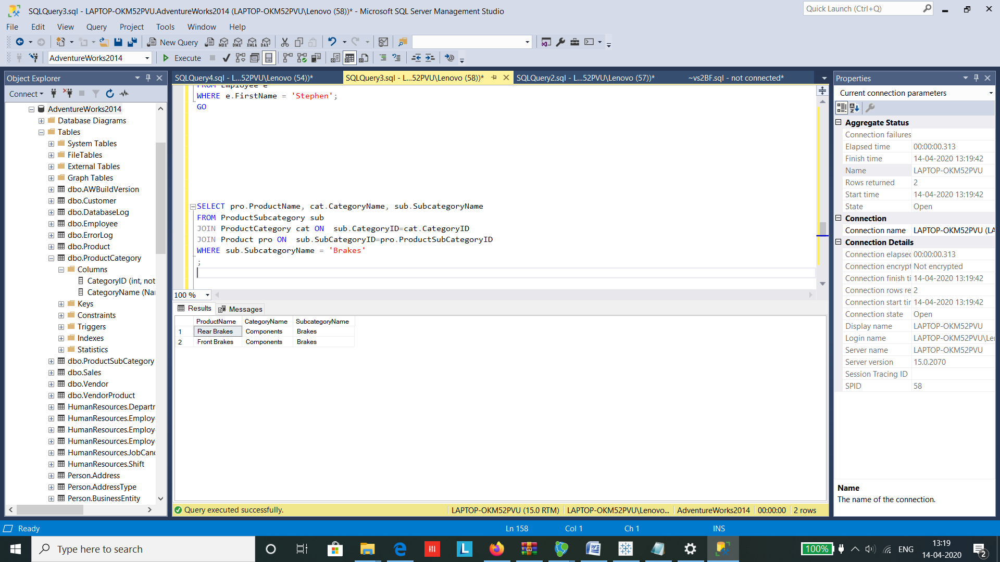 SQLQuery3.sql - LAPTOP-OKM52PVU.AdventureWorks2014 (LAPTOP-OKM52PVU\Lenovo (58))* - Microsoft SQL Server Management Studio
Quick Launch (Ctrl+Q)
File Edit View Query Project Tools Window Help
New Query MDX DMX XMLA DAX
AdventureWorks2014 Execute
Object Explorer
Connect
AdventureWorks2014
Database Diagrams
Tables
System Tables
FileTables
External Tables
Graph Tables
dbo.AWBuildVersion
dbo.Customer
dbo.DatabaseLog
dbo.Employee
dbo.ErrorLog
dbo.Product
dbo.ProductCategory
Columns
CategoryID (int, not
CategoryName (Nar
Keys
Constraints
Triggers
Indexes
Statistics
dbo.ProductSubCategory
dbo.Sales
dbo.Vendor
dbo.VendorProduct
HumanResources.Departr
HumanResources.Employ
HumanResources.Employ
HumanResources.Employ
HumanResources.JobCanc
HumanResources.Shift
Person.Address
Person.AddressType
Person.BusinessEntity
SQLQuery4.sql - L...52PVU\Lenovo (54))* SQLQuery3.sql - L...52PVU\Lenovo (58))* SQLQuery2.sql - L...52PVU\Lenovo (57))* ~vs2BF.sql - not connected*
FROM Employee e
WHERE e.FirstName = 'Stephen';
GO
SELECT pro.ProductName, cat.CategoryName, sub.SubcategoryName
FROM ProductSubcategory sub
JOIN ProductCategory cat ON  sub.CategoryID=cat.CategoryID
JOIN Product pro ON  sub.SubCategoryID=pro.ProductSubCategoryID
WHERE sub.SubcategoryName = 'Brakes'
;
100 %
Results Messages
ProductName CategoryName SubcategoryName
1 Rear Brakes Components Brakes
2 Front Brakes Components Brakes
Query executed successfully. LAPTOP-OKM52PVU (15.0 RTM) LAPTOP-OKM52PVU\Lenovo... AdventureWorks2014 00:00:00 2 rows
Properties
Current connection parameters
Aggregate Status
Connection failures
Elapsed time 00:00:00.313
Finish time 14-04-2020 13:19:42
Name LAPTOP-OKM52PVU
Rows returned 2
Start time 14-04-2020 13:19:42
State Open
Connection
Connection name LAPTOP-OKM52PVU (LA
Connection Details
Connection elapsec 00:00:00.313
Connection encrypt Not encrypted
Connection finish ti 14-04-2020 13:19:42
Connection rows re 2
Connection start tir 14-04-2020 13:19:42
Connection state Open
Display name LAPTOP-OKM52PVU
Login name LAPTOP-OKM52PVU\Le
Server name LAPTOP-OKM52PVU
Server version 15.0.2070
Session Tracing ID
SPID 58
Name
The name of the connection.
Ready Ln 158 Col 1 Ch 1 INS
Type here to search
100% ENG
13:19
14-04-2020
2